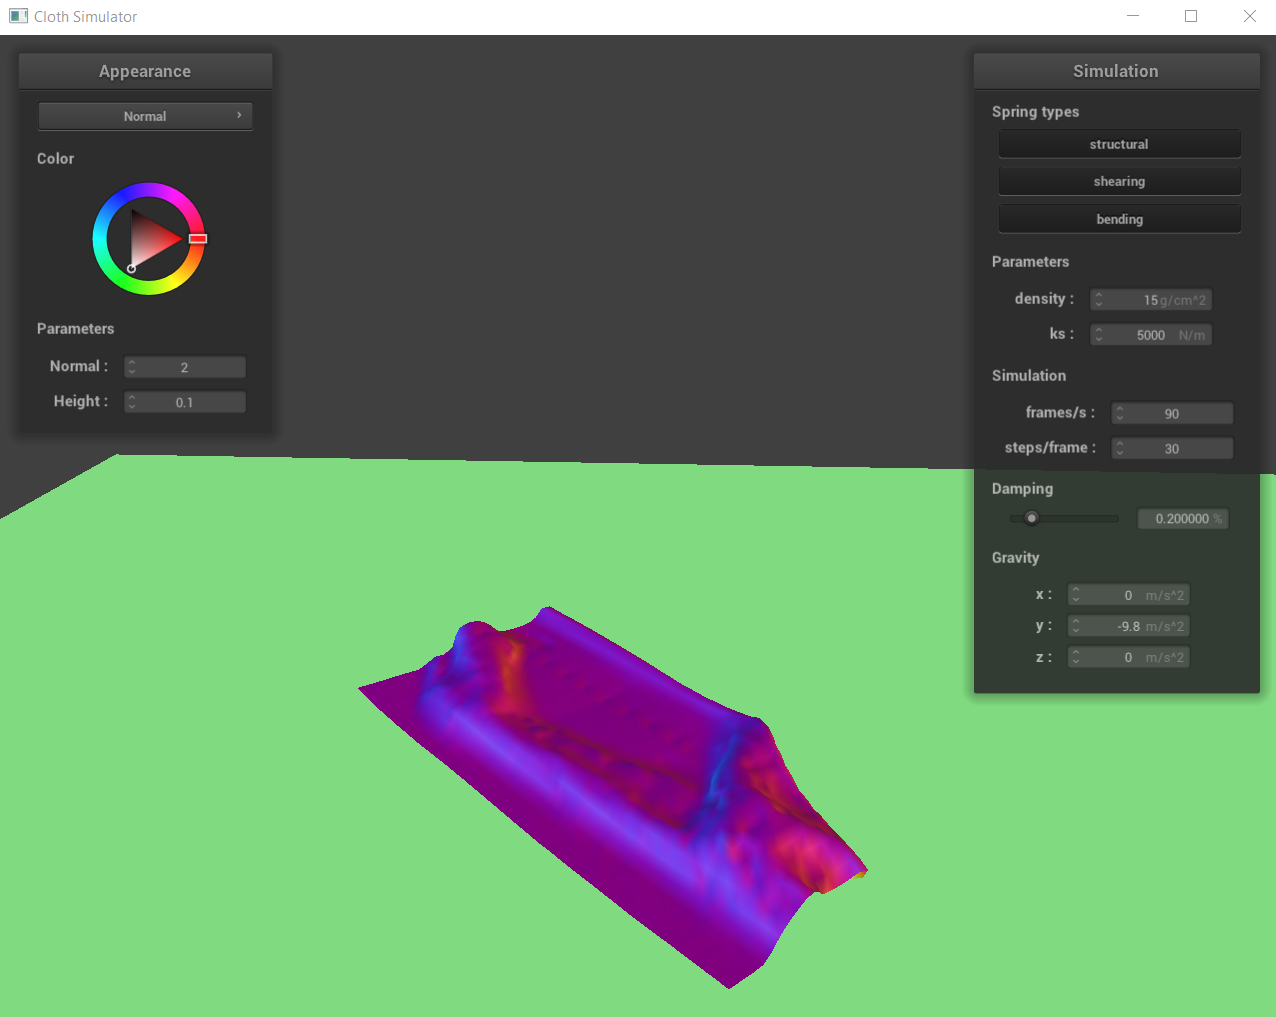 Cloth Simulator
Appearance
Normal
Color
Parameters
Normal : 2
Height : 0.1
Simulation
Spring types
structural
shearing
bending
Parameters
density : 15 g/cm^2
ks : 5000 N/m
Simulation
frames/s : 90
steps/frame : 30
Damping
0.200000 %
Gravity
x : 0 m/s^2
y : -9.8 m/s^2
z : 0 m/s^2